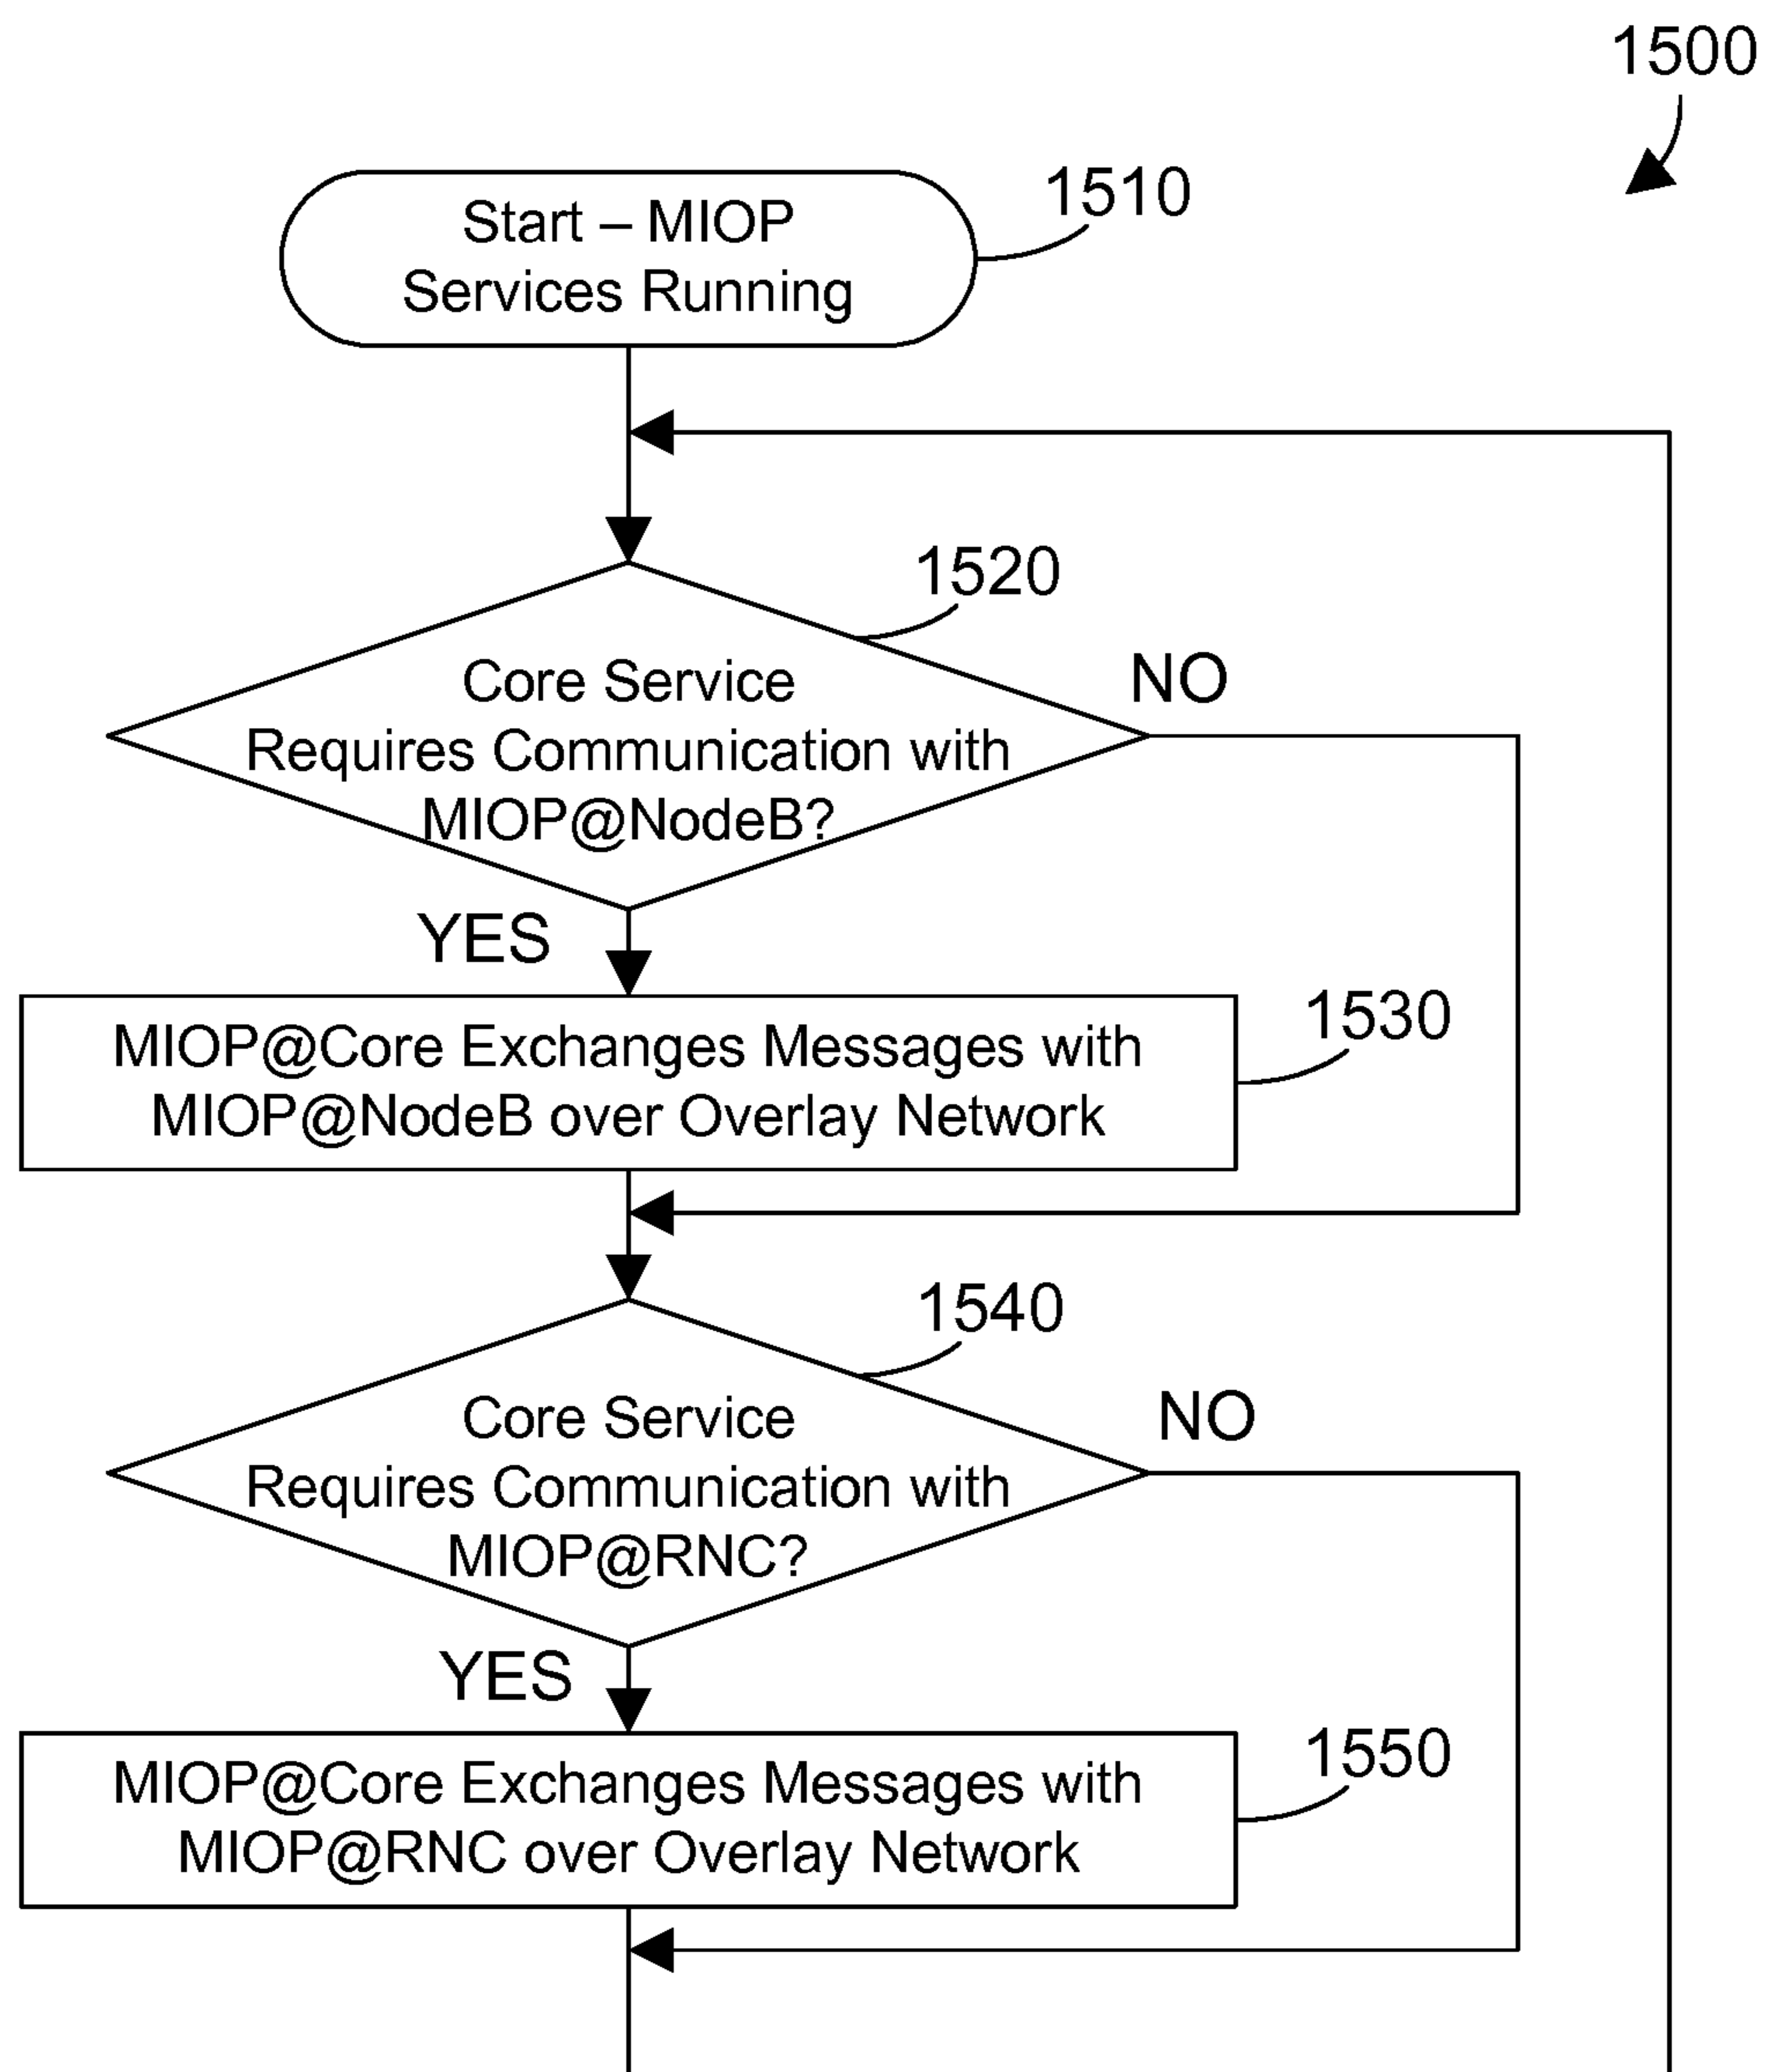 1500
1510
Start – MIOP
Services Running
1520
Core Service
Requires Communication with
MIOP@NodeB?
NO
YES
1530
MIOP@Core Exchanges Messages with
MIOP@NodeB over Overlay Network
1540
Core Service
Requires Communication with
MIOP@RNC?
NO
YES
1550
MIOP@Core Exchanges Messages with
MIOP@RNC over Overlay Network